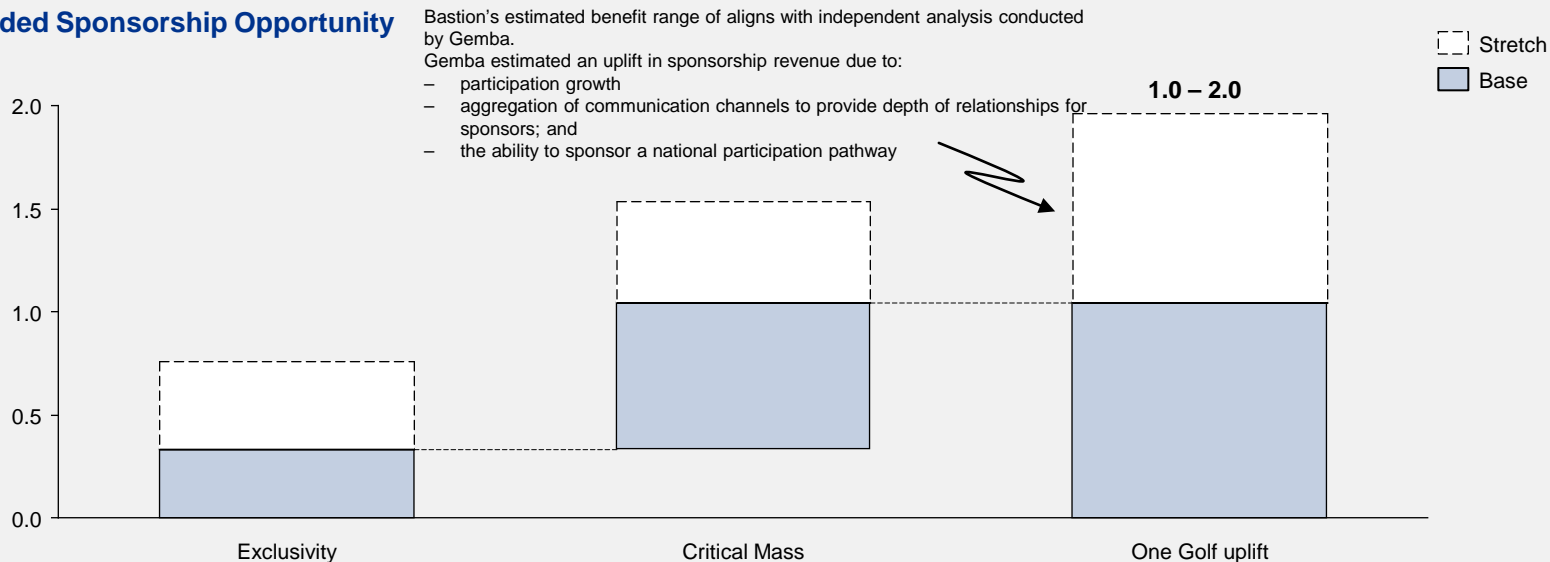 ded Sponsorship Opportunity
Bastion’s estimated benefit range of aligns with independent analysis conducted
by Gemba.
Gemba estimated an uplift in sponsorship revenue due to:
– participation growth
– aggregation of communication channels to provide depth of relationships for
sponsors; and
– the ability to sponsor a national participation pathway
Stretch
Base
1.0 – 2.0
2.0
1.5
1.0
0.5
0.0
Exclusivity
Critical Mass
One Golf uplift